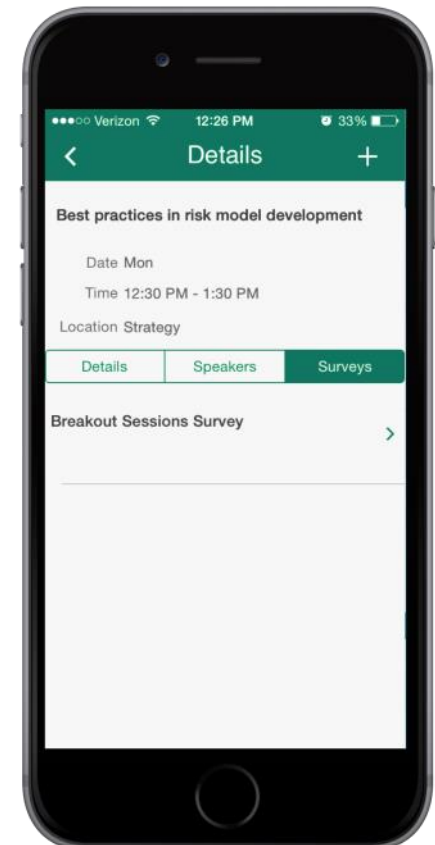 Verizon 12:26 PM 33%
Details
Best practices in risk model development
Date Mon
Time 12:30 PM - 1:30 PM
Location Strategy
Details Speakers Surveys
Breakout Sessions Survey